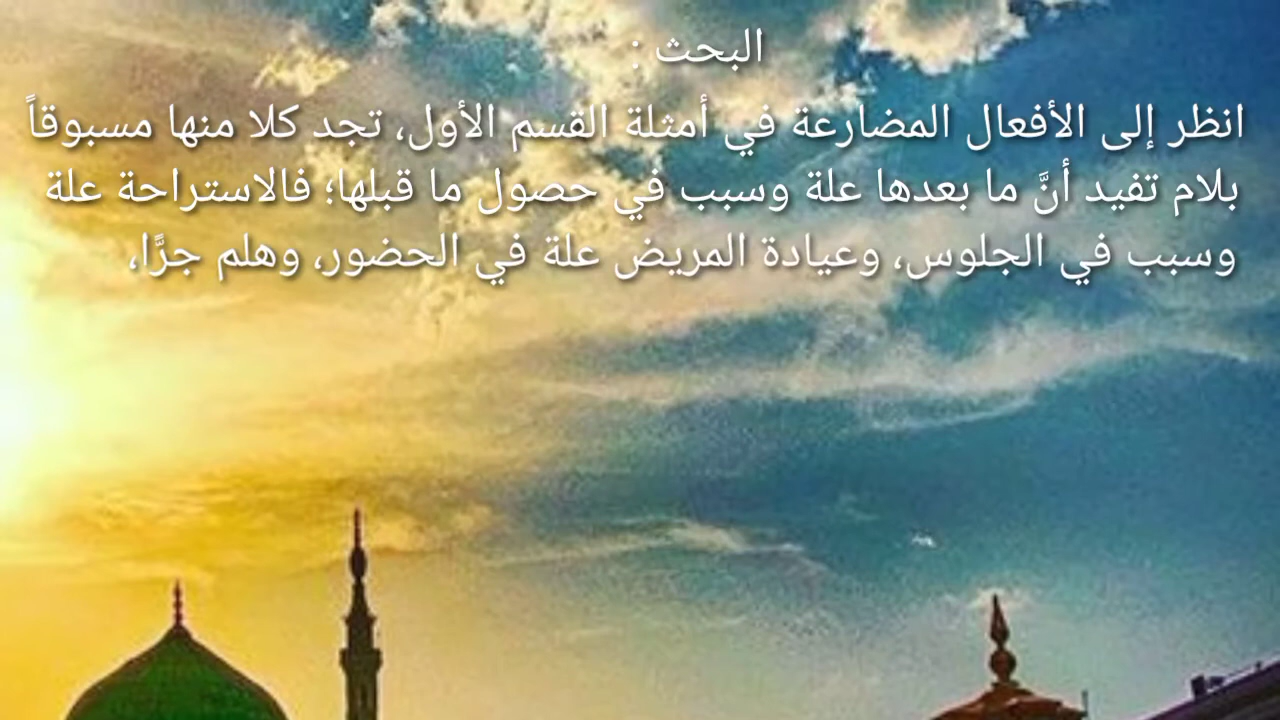 البحث :
انظر إلى الأفعال المضارعة في أمثلة القسم الأول، تجد كلا منها مسبوقاً
بلام تفيد أنَّ ما بعدها علة وسبب في حصول ما قبلها؛ فالاستراحة علة
وسبب في الجلوس، وعيادة المريض علة في الحضور، وهلم جرًّا،